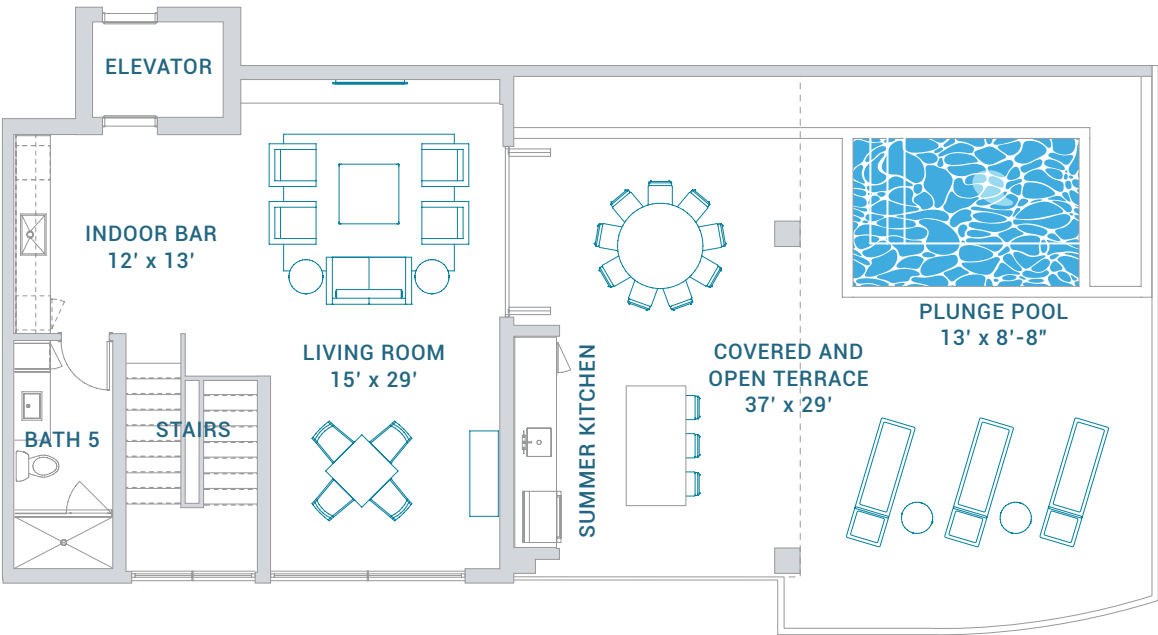 ELEVATOR
INDOOR BAR
12' x 13'
LIVING ROOM
15' x 29'
BATH 5
STAIRS
SUMMER KITCHEN
COVERED AND
OPEN TERRACE
37' x 29'
PLUNGE POOL
13' x 8'-8"